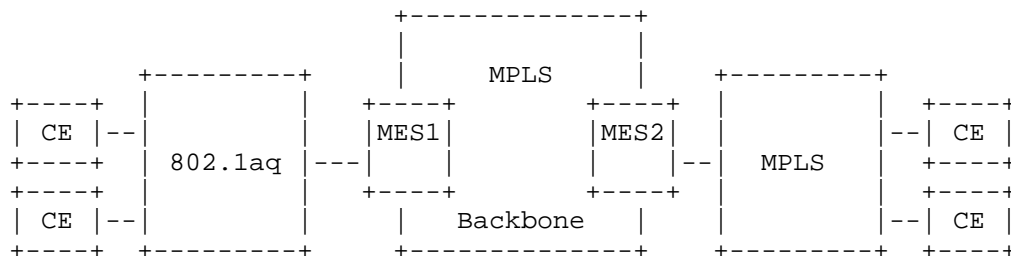 MPLS
CE MES1 MES2 CE
802.1aq MPLS
CE Backbone CE